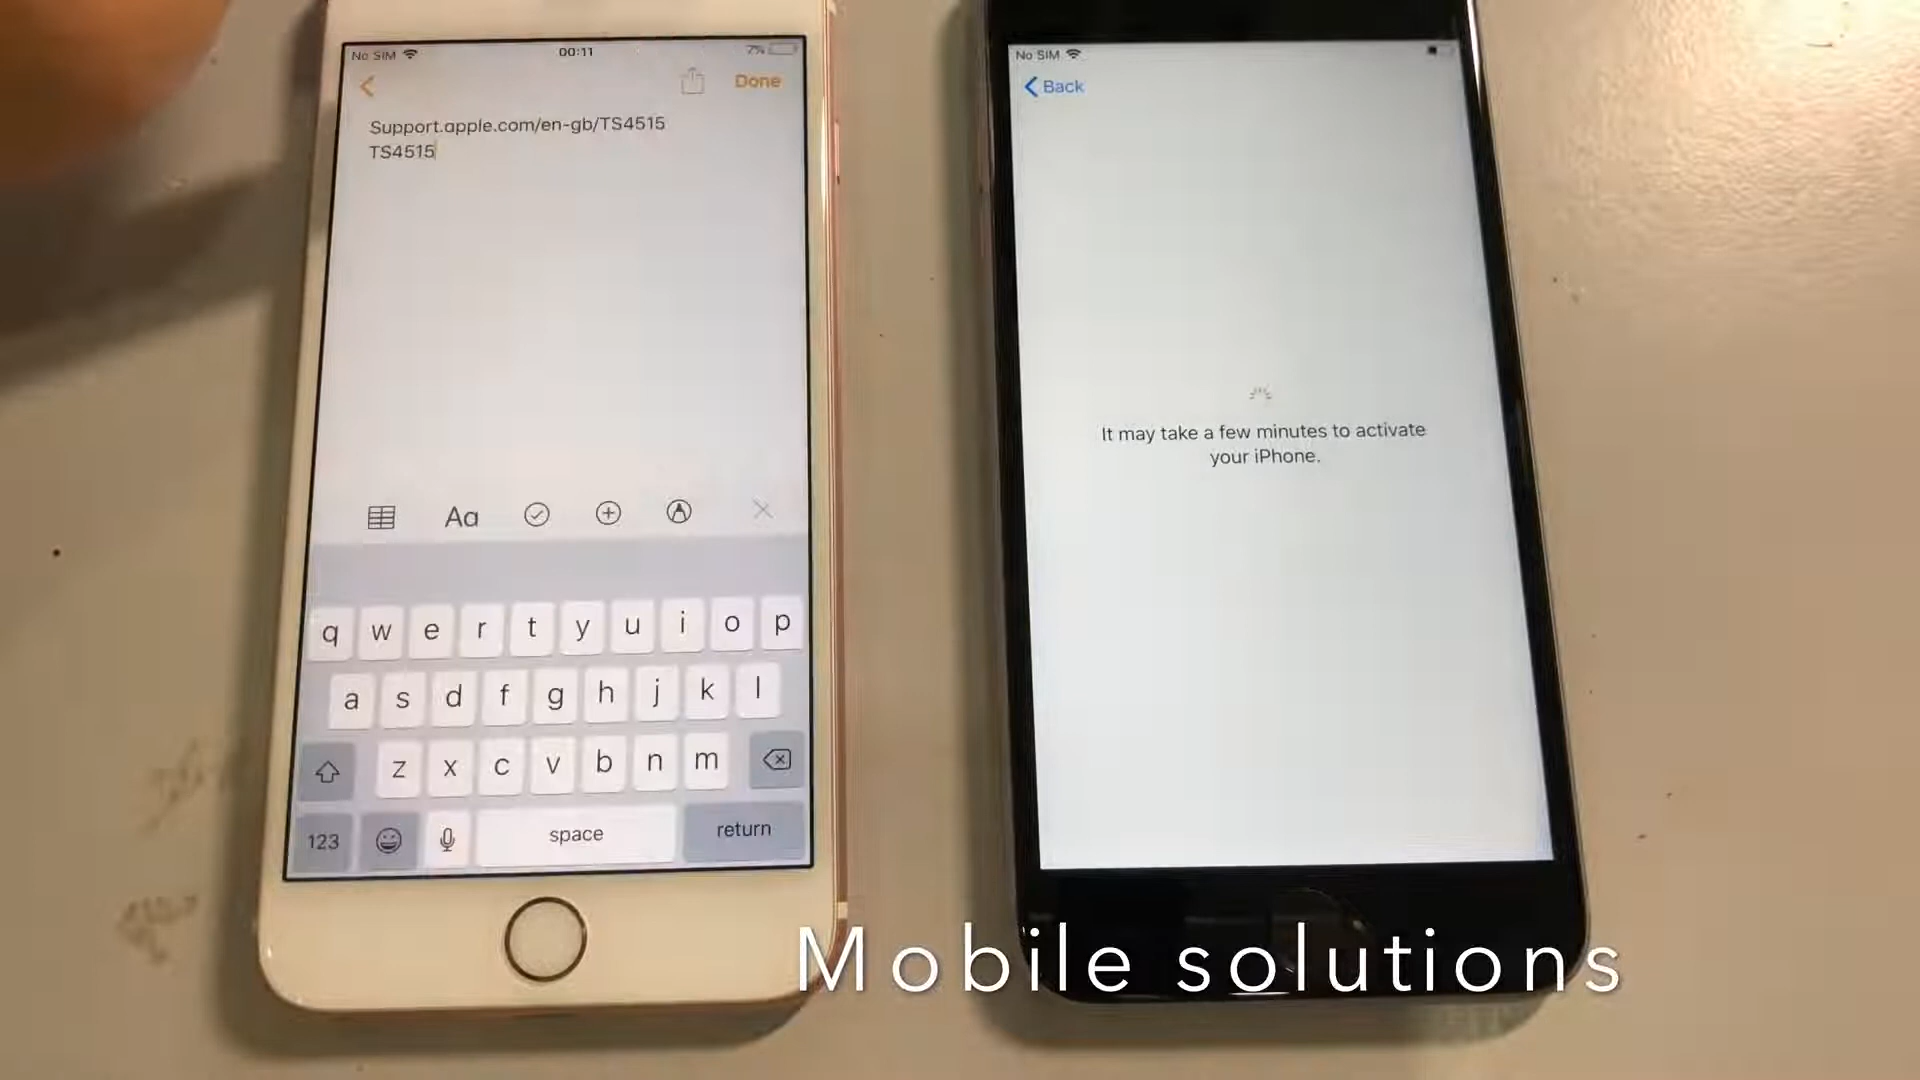 No SIM
00:11
7%
Done
Support.apple.com/en-gb/TS4515
TS4515
Aa
q w e r t y u i o p
a s d f g h j k l
z x c v b n m
123
space
return
No SIM
Back
It may take a few minutes to activate
your iPhone.
Mobile solutions